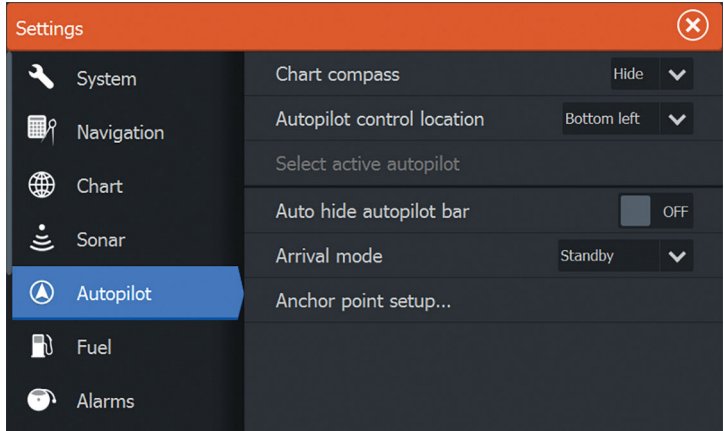 Settings
System
Navigation
Chart
Sonar
Autopilot
Fuel
Alarms
Chart compass Hide
Autopilot control location Bottom left
Select active autopilot
Auto hide autopilot bar OFF
Arrival mode Standby
Anchor point setup...